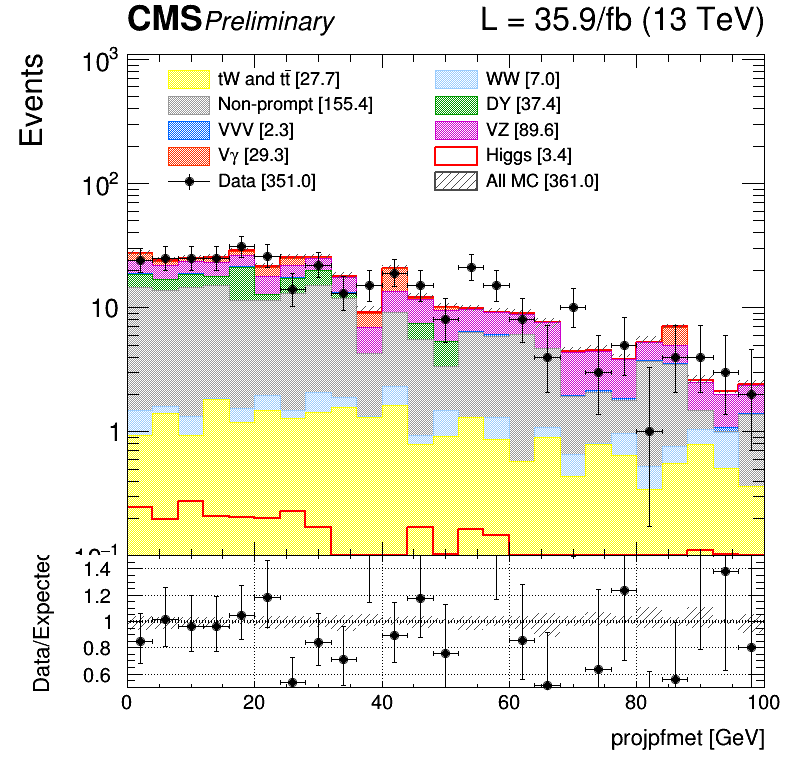 CMS Preliminary L = 35.9/fb (13 TeV)
Events
10³
10²
10
1
10⁻¹
tW and tt̄ [27.7]
Non-prompt [155.4]
VVV [2.3]
Vγ [29.3]
Data [351.0]
WW [7.0]
DY [37.4]
VZ [89.6]
Higgs [3.4]
All MC [361.0]
Data/Expected
1.4
1.2
1
0.8
0.6
0 20 40 60 80 100
projpfmet [GeV]